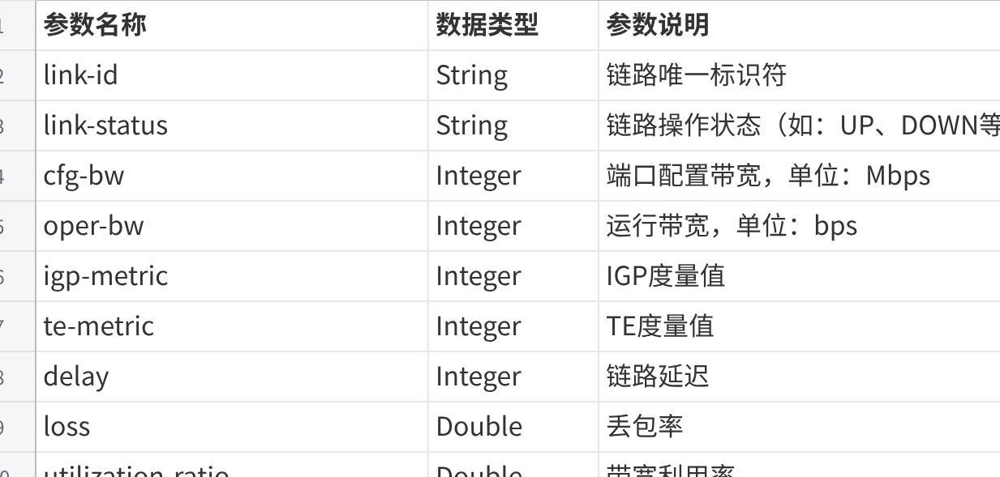 1 参数名称 数据类型 参数说明
2 link-id String 链路唯一标识符
3 link-status String 链路操作状态（如：UP、DOWN等
4 cfg-bw Integer 端口配置带宽，单位：Mbps
5 oper-bw Integer 运行带宽，单位：bps
6 igp-metric Integer IGP度量值
7 te-metric Integer TE度量值
8 delay Integer 链路延迟
9 loss Double 丢包率
0 utilization-ratio Double 带宽利用率